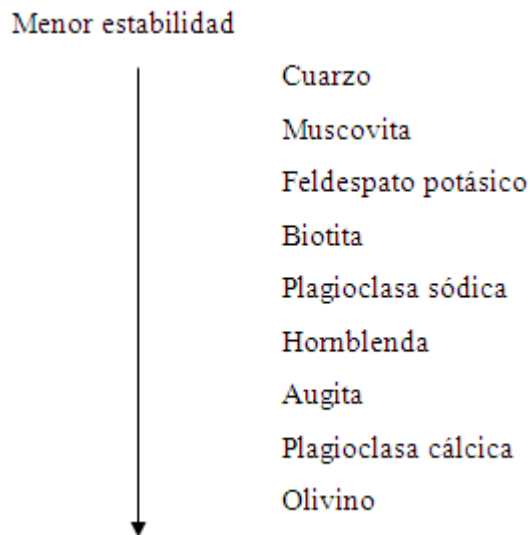 Menor estabilidad
Cuarzo
Muscovita
Feldespato potásico
Biotita
Plagioclasa sódica
Hornblenda
Augita
Plagioclasa cálcica
Olivino